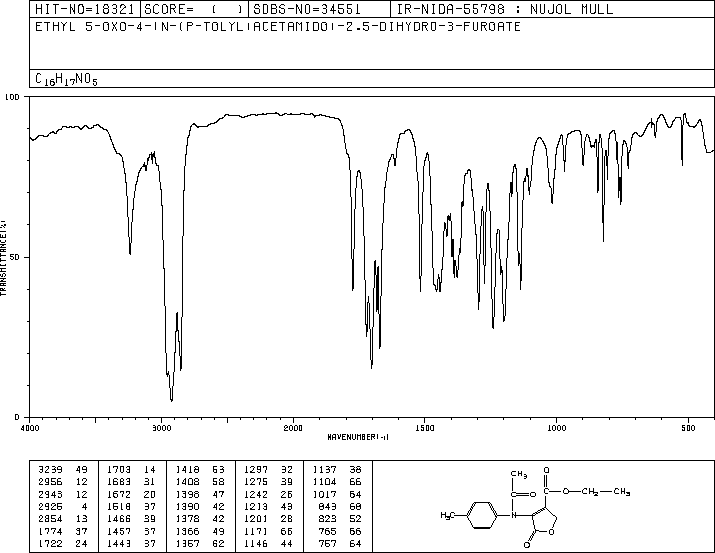 HIT-NO=18321 SCORE= ( ) SDBS-NO=34551 IR-NIDA-55798 : NUJOL MULL
ETHYL 5-OXO-4-(N-(P-TOLYL)ACETAMIDO)-2,5-DIHYDRO-3-FUROATE
C16H17NO5
100
50
0
TRANSMITTANCE(%)
4000 3000 2000 1500 1000 500
WAVENUMBER(-1)
3239 49 1703 14 1418 63 1297 32 1137 38
2956 12 1683 31 1408 58 1275 39 1104 66
2943 12 1672 20 1398 47 1242 26 1017 64
2925 4 1518 37 1390 42 1213 43 843 68
2854 13 1466 39 1378 42 1201 28 823 52
1774 37 1457 37 1366 49 1171 66 765 66
1722 24 1443 37 1357 62 1146 44 757 64
CH3 O
N C O C O CH2 CH3
H3C
O O